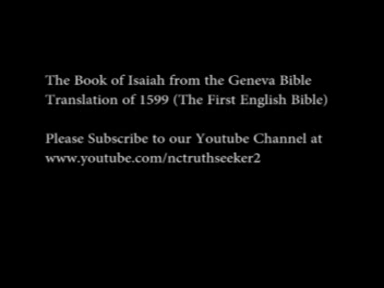 The Book of Isaiah from the Geneva Bible
Translation of 1599 (The First English Bible)
Please Subscribe to our Youtube Channel at
www.youtube.com/nctruthseeker2